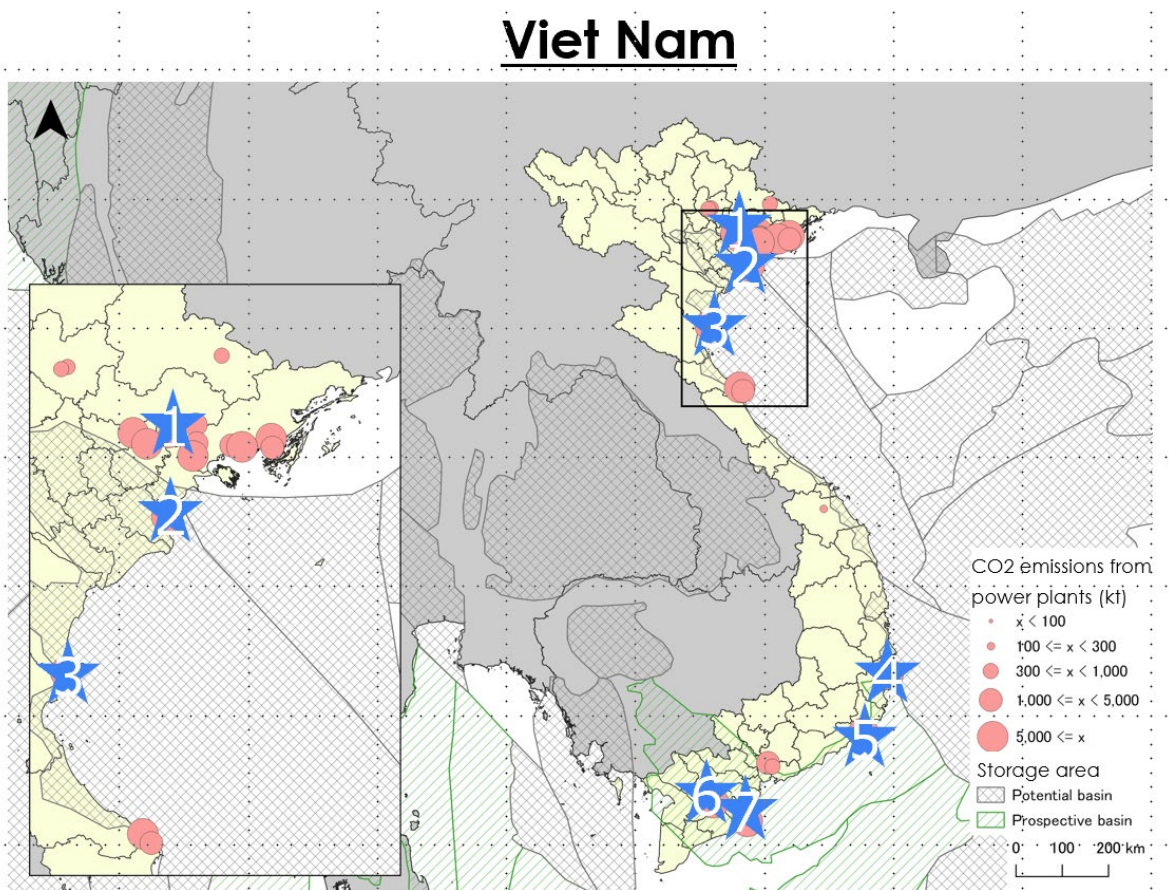 Viet Nam
1
2
3
1
2
3
4
5
6
7
CO2 emissions from
power plants (kt)
x < 100
100 <= x < 300
300 <= x < 1,000
1,000 <= x < 5,000
5,000 <= x
Storage area
Potential basin
Prospective basin
0 100 200 km